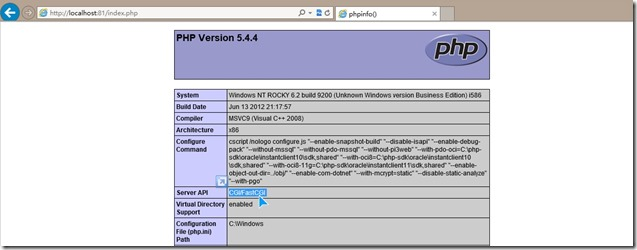 http://localhost:81/index.php
phpinfo()
PHP Version 5.4.4
php
System Windows NT ROCKY 6.2 build 9200 (Unknown Windows version Business Edition) i586
Build Date Jun 13 2012 21:17:57
Compiler MSVC9 (Visual C++ 2008)
Architecture x86
Configure Command cscript /nologo configure.js "--enable-snapshot-build" "--disable-isapi" "--enable-debug-
pack" "--without-mssql" "--without-pdo-mssql" "--without-pi3web" "--with-pdo-oci=C:\php-
sdk\oracle\instantclient10\sdk,shared" "--with-oci8=C:\php-sdk\oracle\instantclient10
\sdk,shared" "--with-oci8-11g=C:\php-sdk\oracle\instantclient11\sdk,shared" "--enable-
object-out-dir=../obj/" "--enable-com-dotnet" "--with-mcrypt=static" "--disable-static-analyze"
"--with-pgo"
Server API CGI/FastCGI
Virtual Directory Support enabled
Configuration File (php.ini) Path C:\Windows